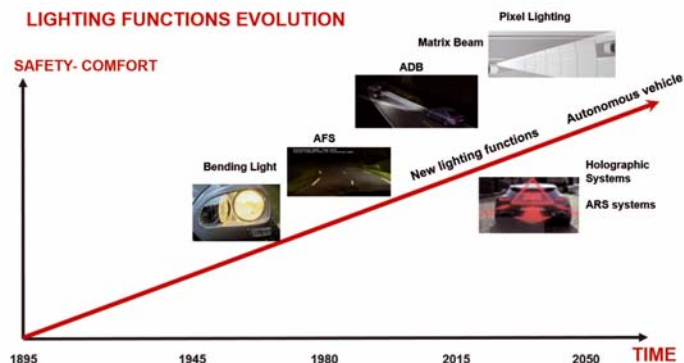 LIGHTING FUNCTIONS EVOLUTION
Pixel Lighting
Matrix Beam
SAFETY- COMFORT
ADB
Autonomous vehicle
AFS
New lighting functions
Bending Light
Holographic
Systems
ARS systems
1895
1945
1980
2015
2050
TIME